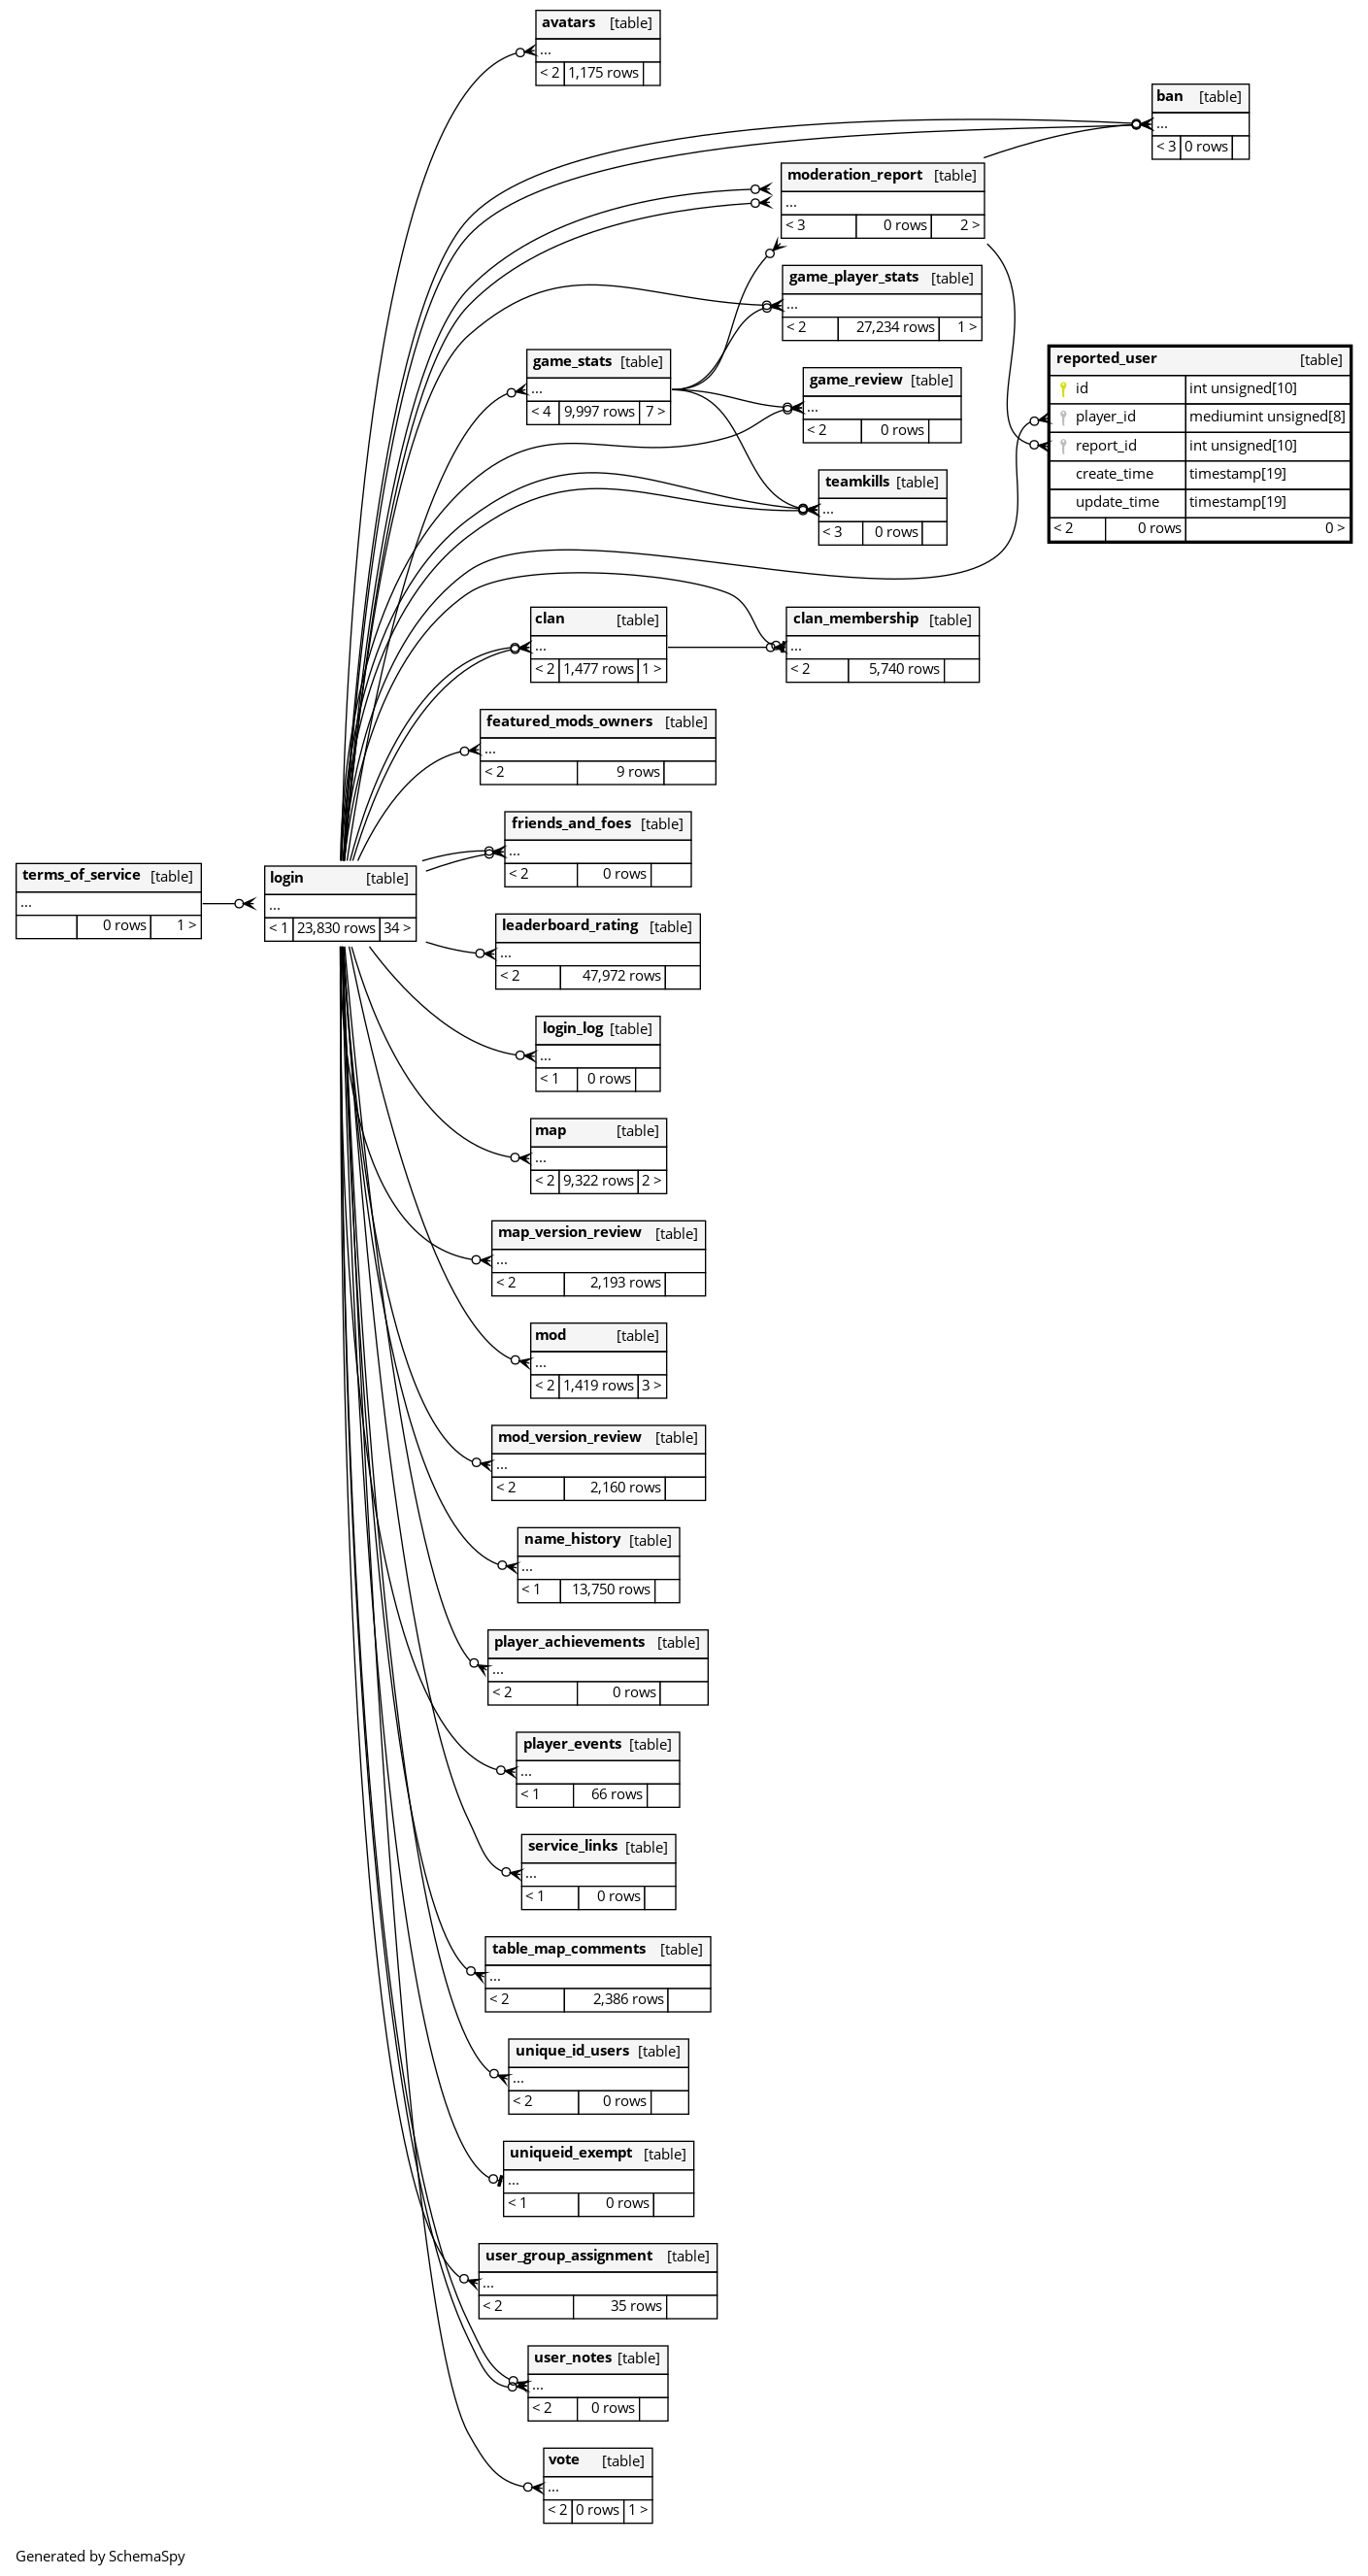 avatars [table]
...
< 2 1,175 rows
ban [table]
...
< 3 0 rows
moderation_report [table]
...
< 3 0 rows 2 >
game_player_stats [table]
...
< 2 27,234 rows 1 >
game_stats [table]
...
< 4 9,997 rows 7 >
game_review [table]
...
< 2 0 rows
reported_user [table]
id int unsigned[10]
player_id mediumint unsigned[8]
report_id int unsigned[10]
create_time timestamp[19]
update_time timestamp[19]
< 2 0 rows 0 >
teamkills [table]
...
< 3 0 rows
clan [table]
...
< 2 1,477 rows 1 >
clan_membership [table]
...
< 2 5,740 rows
featured_mods_owners [table]
...
< 2 9 rows
friends_and_foes [table]
...
< 2 0 rows
terms_of_service [table]
...
0 rows 1 >
login [table]
...
< 1 23,830 rows 34 >
leaderboard_rating [table]
...
< 2 47,972 rows
login_log [table]
...
< 1 0 rows
map [table]
...
< 2 9,322 rows 2 >
map_version_review [table]
...
< 2 2,193 rows
mod [table]
...
< 2 1,419 rows 3 >
mod_version_review [table]
...
< 2 2,160 rows
name_history [table]
...
< 1 13,750 rows
player_achievements [table]
...
< 2 0 rows
player_events [table]
...
< 1 66 rows
service_links [table]
...
< 1 0 rows
table_map_comments [table]
...
< 2 2,386 rows
unique_id_users [table]
...
< 2 0 rows
uniqueid_exempt [table]
...
< 1 0 rows
user_group_assignment [table]
...
< 2 35 rows
user_notes [table]
...
< 2 0 rows
vote [table]
...
< 2 0 rows 1 >
Generated by SchemaSpy